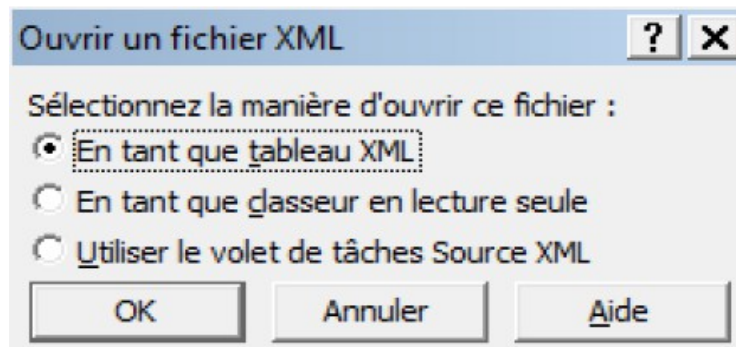 Ouvrir un fichier XML
Sélectionnez la manière d'ouvrir ce fichier :
En tant que tableau XML
En tant que classeur en lecture seule
Utiliser le volet de tâches Source XML
OK Annuler Aide